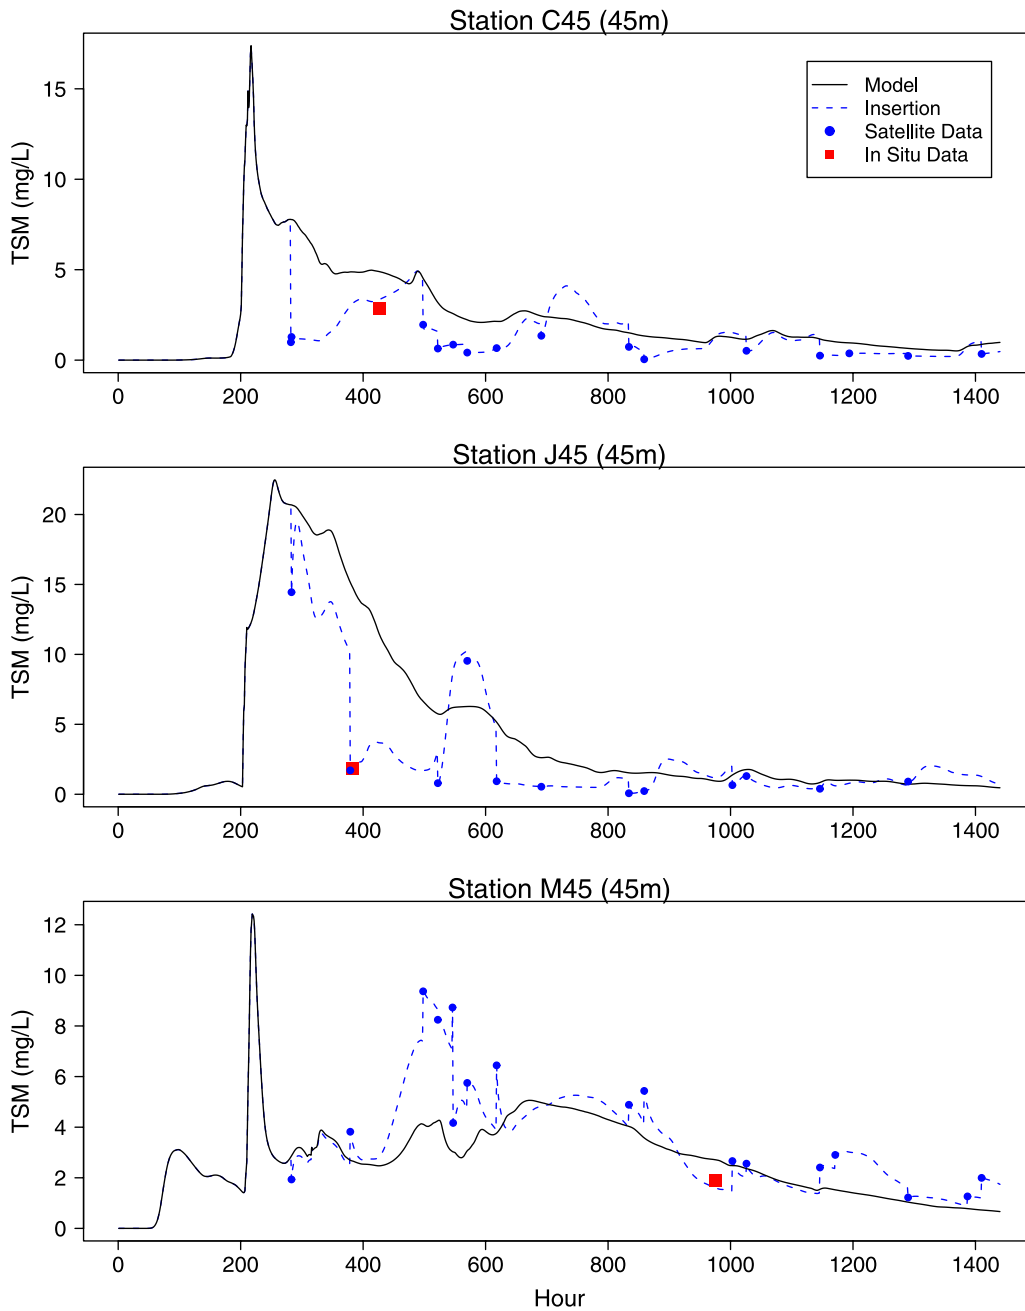 Station C45 (45m)
TSM (mg/L)
15
10
5
0
Model
Insertion
Satellite Data
In Situ Data
0 200 400 600 800 1000 1200 1400
Station J45 (45m)
TSM (mg/L)
20
15
10
5
0
0 200 400 600 800 1000 1200 1400
Station M45 (45m)
TSM (mg/L)
12
10
8
6
4
2
0
0 200 400 600 800 1000 1200 1400
Hour